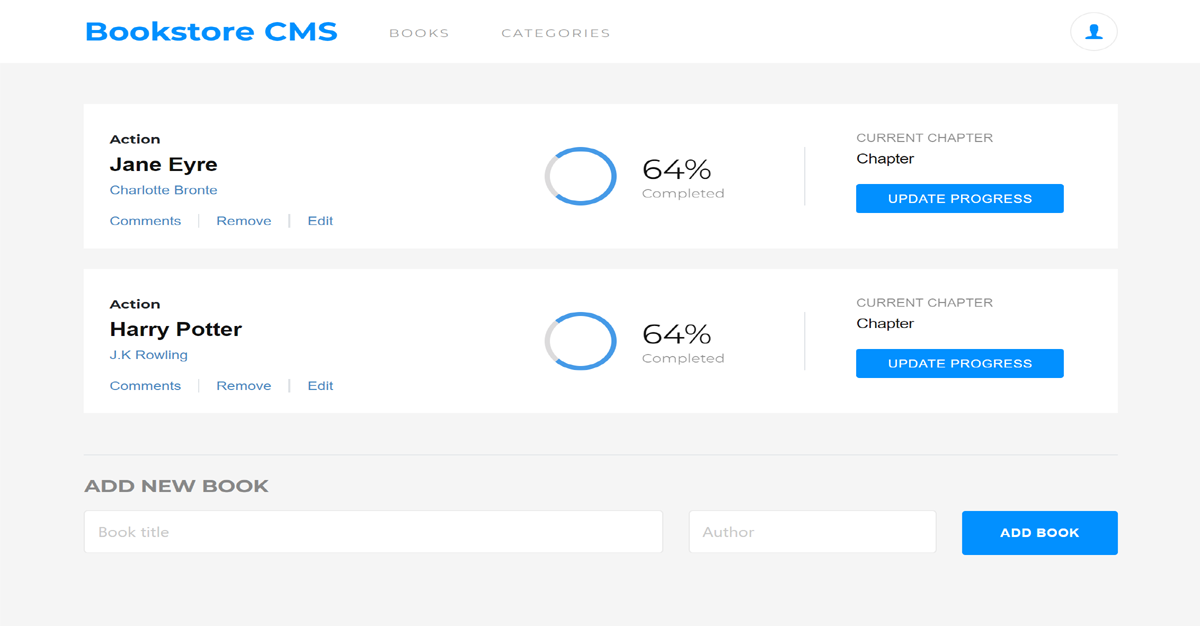 Bookstore CMS
BOOKS
CATEGORIES
Action
Jane Eyre
Charlotte Bronte
Comments
Remove
Edit
64%
Completed
CURRENT CHAPTER
Chapter
UPDATE PROGRESS
Action
Harry Potter
J.K Rowling
Comments
Remove
Edit
64%
Completed
CURRENT CHAPTER
Chapter
UPDATE PROGRESS
ADD NEW BOOK
Book title
Author
ADD BOOK